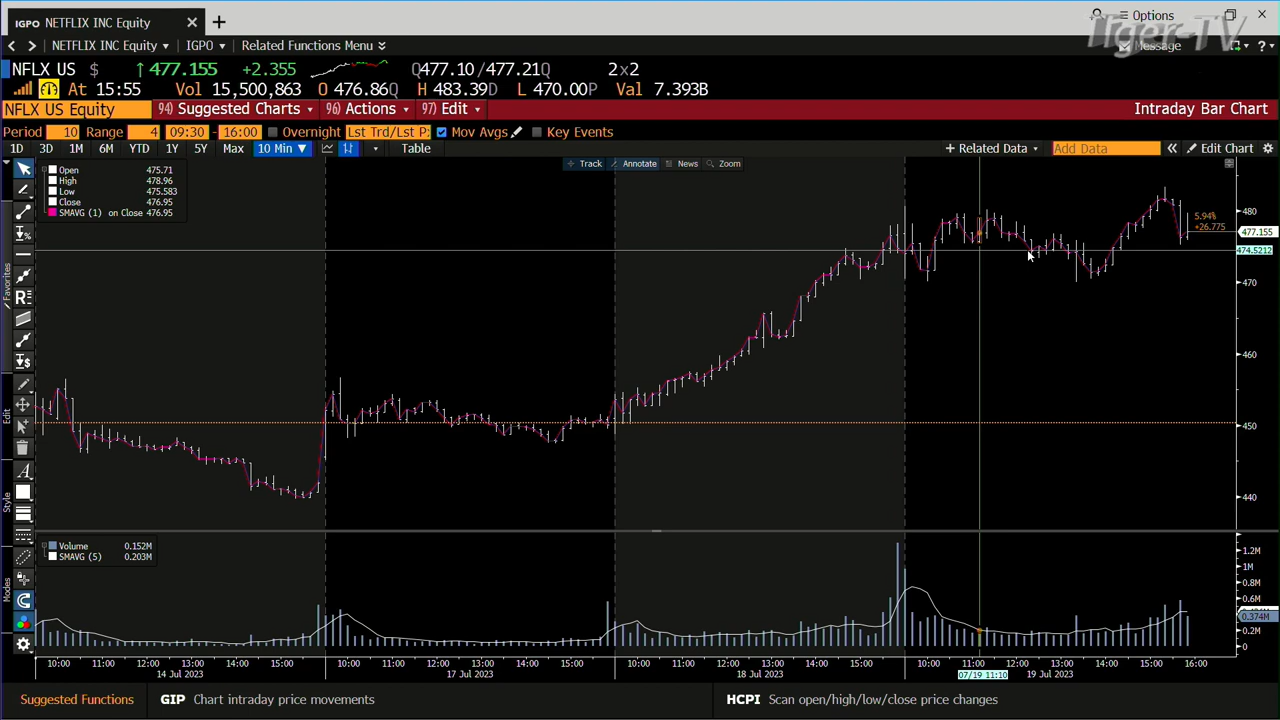 IGPO NETFLIX INC Equity
Options
Tiger-TV
NETFLIX INC Equity IGPO Related Functions Menu
Message
NFLX US $ ↑477.155 +2.355 Q477.10/477.21Q 2x2
At 15:55 Vol 15,500,863 O 476.86Q H 483.39D L 470.00P Val 7.393B
NFLX US Equity 94) Suggested Charts 96) Actions 97) Edit Intraday Bar Chart
Period 10 Range 4 09:30 - 16:00 Overnight Lst Trd/Lst P: Mov Avgs Key Events
1D 3D 1M 6M YTD 1Y 5Y Max 10 Min ▼ Table + Related Data Add Data « Edit Chart
Track Annotate News Zoom
Open 475.71
High 478.96
Low 475.583
Close 476.95
SMAVG (1) on Close 476.95
480
5.94%
+26.775
477.155
474.5212
470
460
450
440
Favorites
Edit
Style
Modes
Volume 0.152M
SMAVG (5) 0.203M
1.2M
1M
0.8M
0.6M
0.374M
0.2M
0
10:00 11:00 12:00 13:00 14:00 15:00 10:00 11:00 12:00 13:00 14:00 15:00 10:00 11:00 12:00 13:00 14:00 15:00 10:00 11:00 12:00 13:00 14:00 15:00 16:00
14 Jul 2023 17 Jul 2023 18 Jul 2023 07/19 11:10 19 Jul 2023
Suggested Functions GIP Chart intraday price movements HCPI Scan open/high/low/close price changes